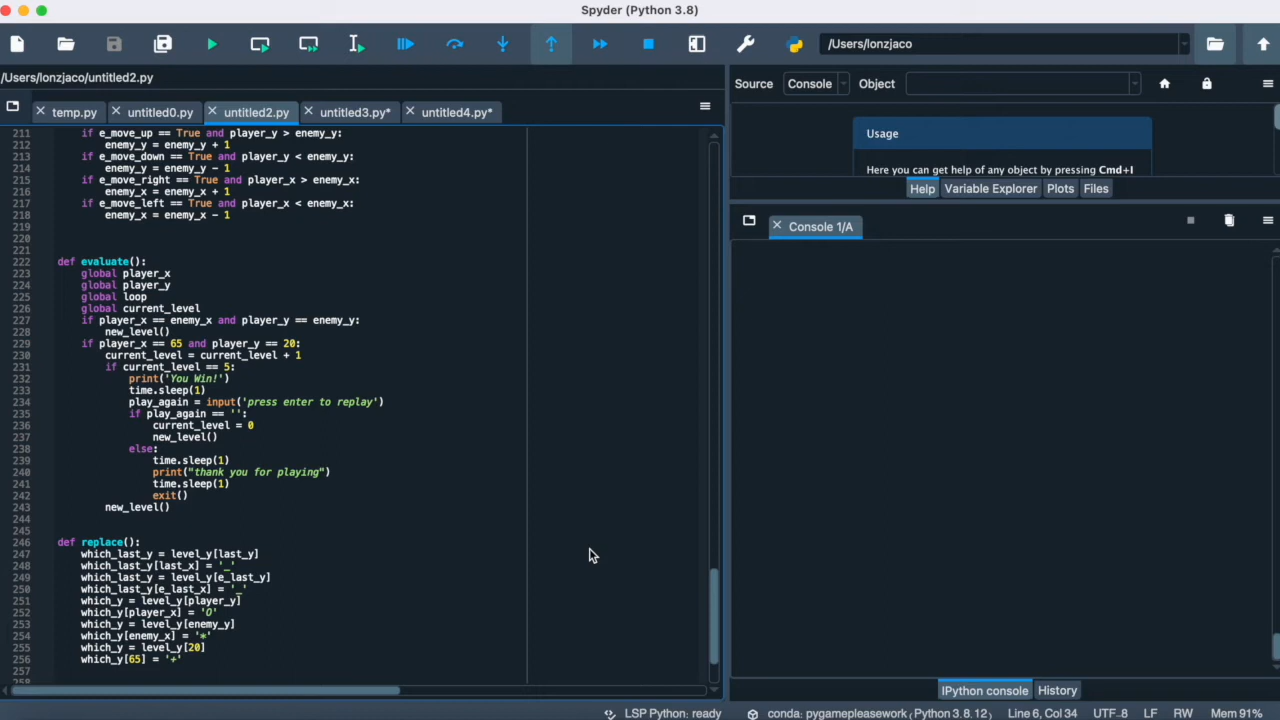 Spyder (Python 3.8)
/Users/lonzjaco
/Users/lonzjaco/untitled2.py
temp.py untitled0.py untitled2.py untitled3.py* untitled4.py*
211 if e_move_up == True and player_y > enemy_y:
212 enemy_y = enemy_y + 1
213 if e_move_down == True and player_y < enemy_y:
214 enemy_y = enemy_y - 1
215 if e_move_right == True and player_x > enemy_x:
216 enemy_x = enemy_x + 1
217 if e_move_left == True and player_x < enemy_x:
218 enemy_x = enemy_x - 1
219
220
221
222 def evaluate():
223 global player_x
224 global player_y
225 global loop
226 global current_level
227 if player_x == enemy_x and player_y == enemy_y:
228 new_level()
229 if player_x == 65 and player_y == 20:
230 current_level = current_level + 1
231 if current_level == 5:
232 print('You Win!')
233 time.sleep(1)
234 play_again = input('press enter to replay')
235 if play_again == '':
236 current_level = 0
237 new_level()
238 else:
239 time.sleep(1)
240 print("thank you for playing")
241 time.sleep(1)
242 exit()
243 new_level()
244
245
246 def replace():
247 which_last_y = level_y[last_y]
248 which_last_y[last_x] = '_'
249 which_last_y = level_y[e_last_y]
250 which_last_y[e_last_x] = '_'
251 which_y = level_y[player_y]
252 which_y[player_x] = 'O'
253 which_y = level_y[enemy_y]
254 which_y[enemy_x] = '*'
255 which_y = level_y[20]
256 which_y[65] = '+'
257
258
Source Console Object
Usage
Here you can get help of any object by pressing Cmd+I
Help Variable Explorer Plots Files
Console 1/A
IPython console History
LSP Python: ready conda: pygamepleasework (Python 3.8.12) Line 6, Col 34 UTF-8 LF RW Mem 91%